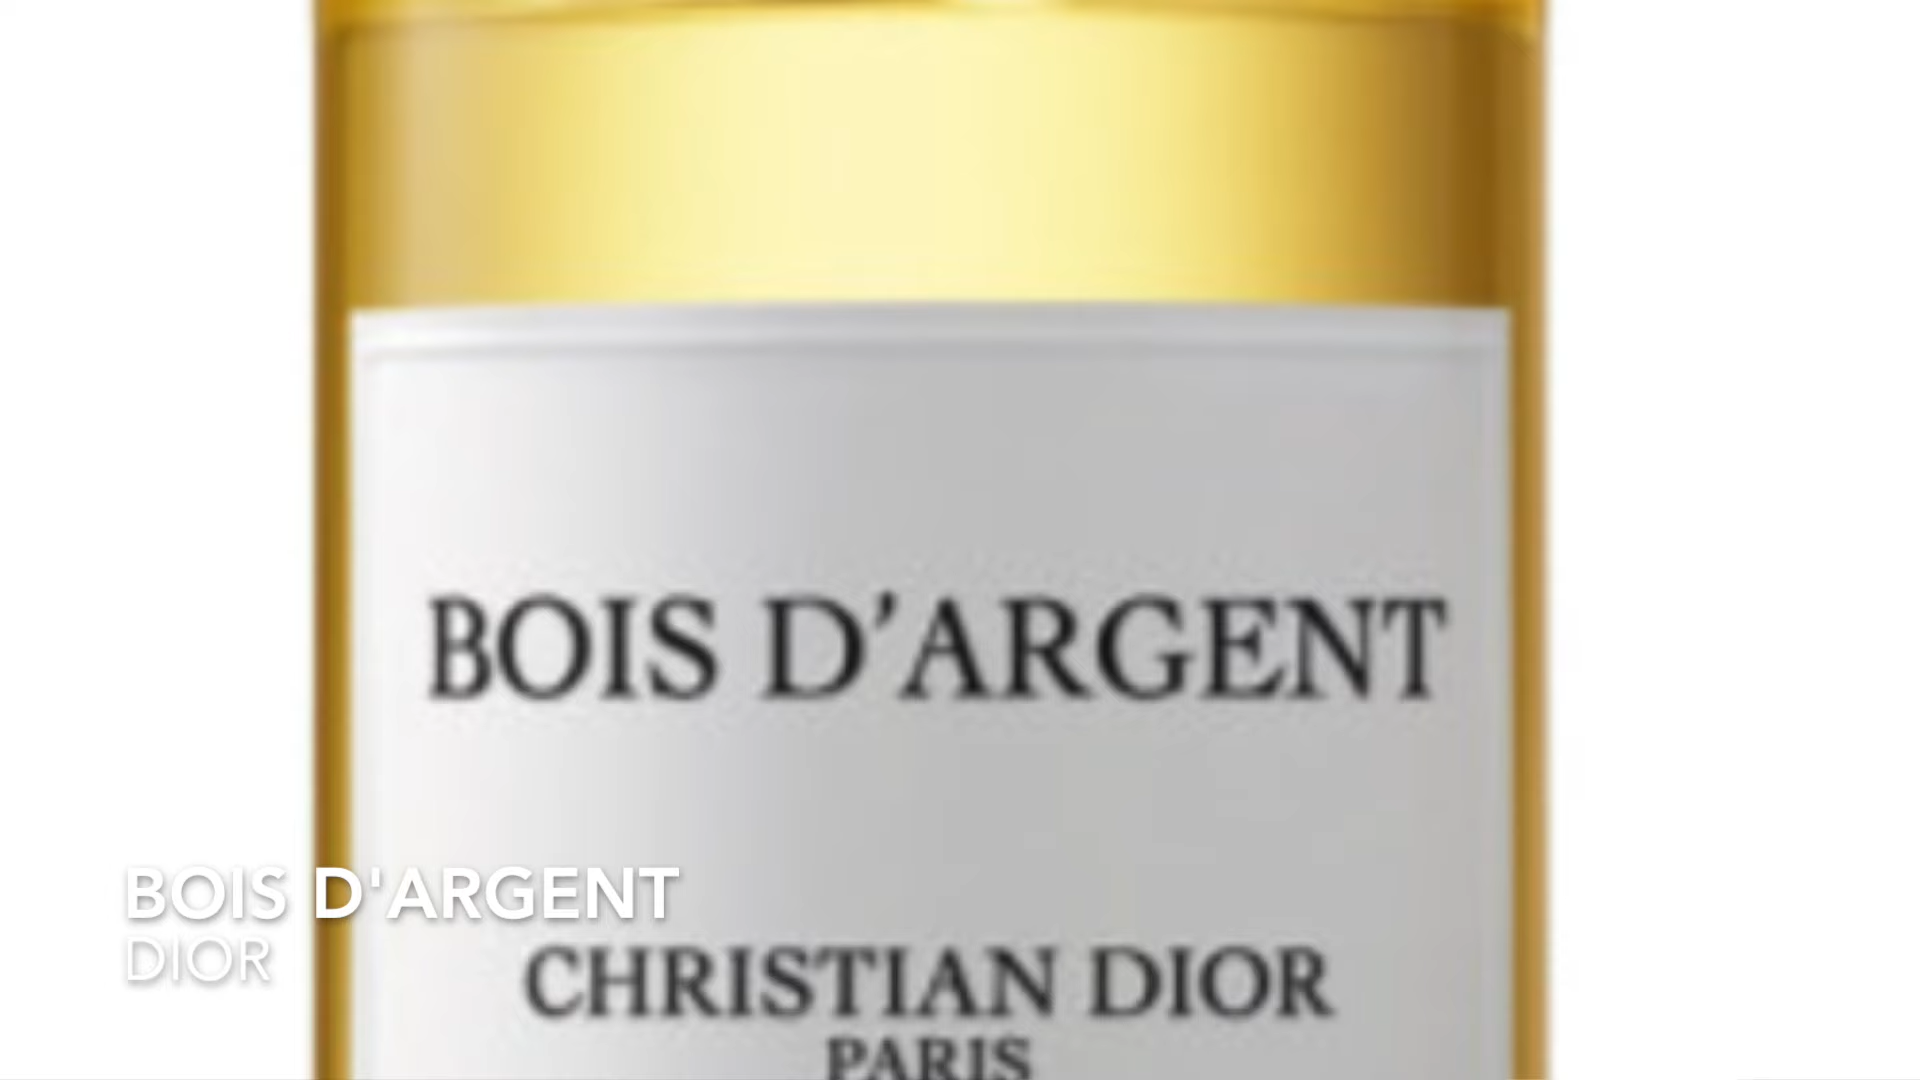 BOIS D’ARGENT
BOIS D'ARGENT
DIOR
CHRISTIAN DIOR
PARIS